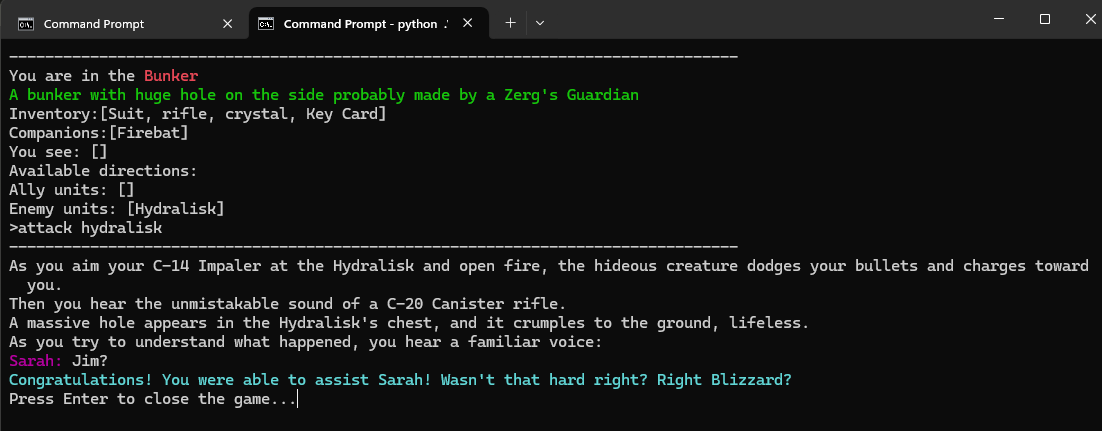 Command Prompt
Command Prompt - python .'
You are in the Bunker
A bunker with huge hole on the side probably made by a Zerg's Guardian
Inventory:[Suit, rifle, crystal, Key Card]
Companions:[Firebat]
You see: []
Available directions:
Ally units: []
Enemy units: [Hydralisk]
>attack hydralisk
As you aim your C-14 Impaler at the Hydralisk and open fire, the hideous creature dodges your bullets and charges toward
you.
Then you hear the unmistakable sound of a C-20 Canister rifle.
A massive hole appears in the Hydralisk's chest, and it crumples to the ground, lifeless.
As you try to understand what happened, you hear a familiar voice:
Sarah: Jim?
Congratulations! You were able to assist Sarah! Wasn't that hard right? Right Blizzard?
Press Enter to close the game...